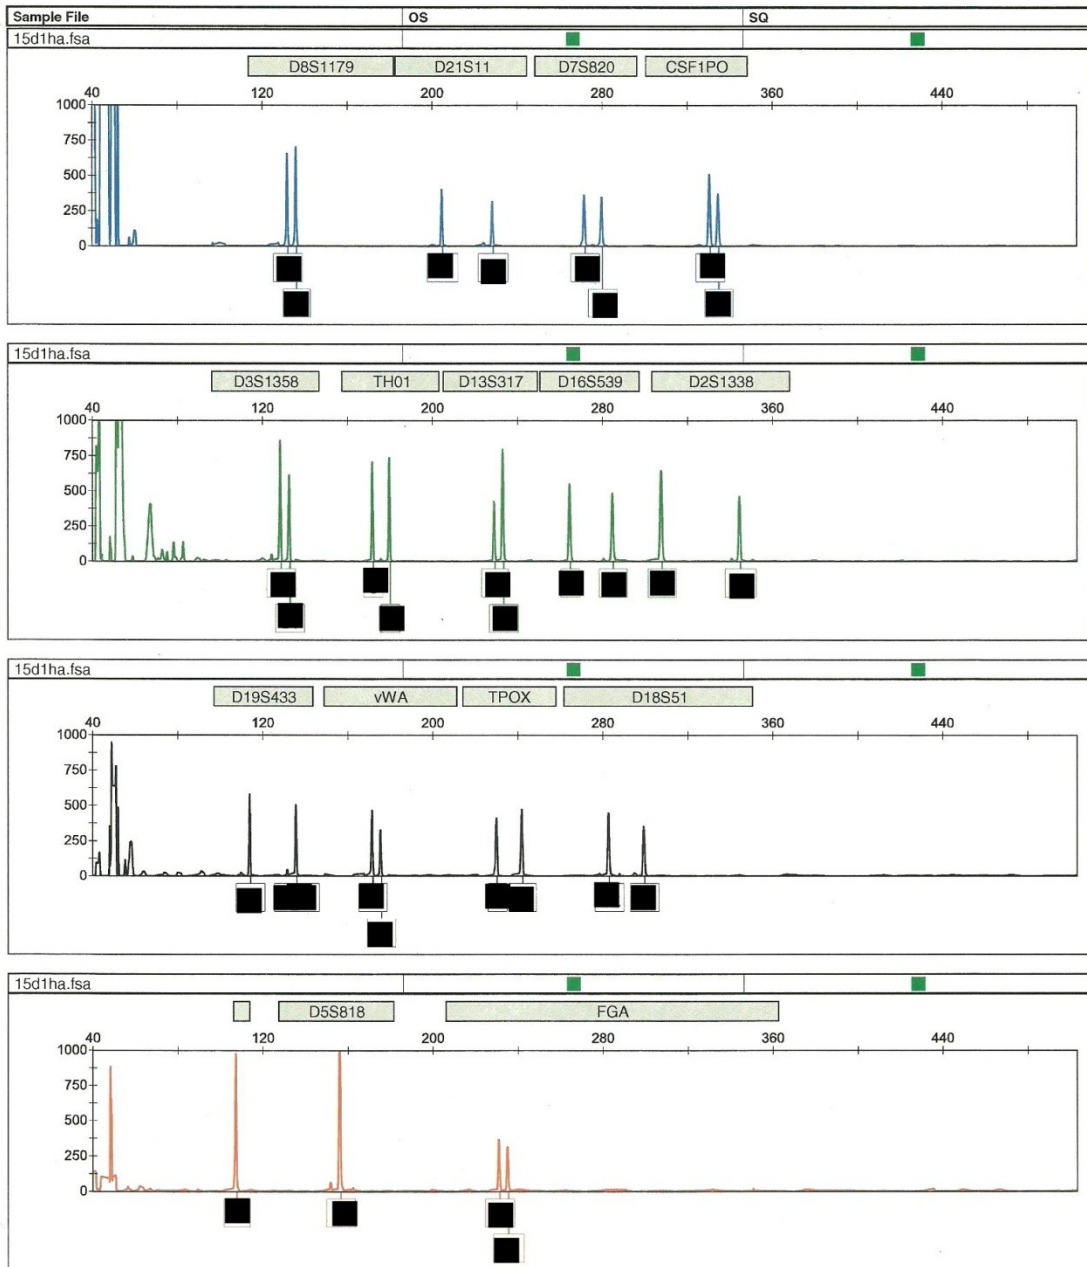 Sample File OS SQ
15d1ha.fsa
D8S1179 D21S11 D7S820 CSF1PO
40 120 200 280 360 440
1000
750
500
250
0
15d1ha.fsa
D3S1358 TH01 D13S317 D16S539 D2S1338
40 120 200 280 360 440
1000
750
500
250
0
15d1ha.fsa
D19S433 vWA TPOX D18S51
40 120 200 280 360 440
1000
750
500
250
0
15d1ha.fsa
D5S818 FGA
40 120 200 280 360 440
1000
750
500
250
0